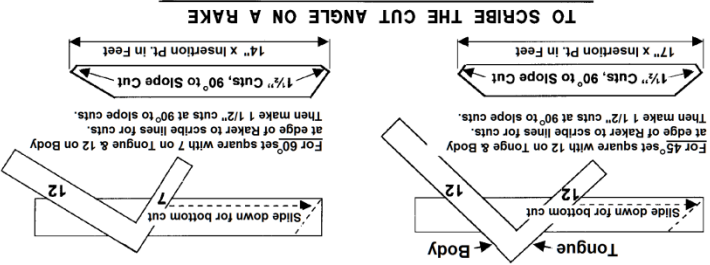 Tongue Body
Slide down for bottom cut
12 12
For 45° set square with 12 on Tonge & Body
at edge of Raker to scribe lines for cuts.
Then make 1 1/2" cuts at 90° to slope cuts.
1½" Cuts, 90° to Slope Cut
17" x Insertion Pt. in Feet
Slide down for bottom cut
7 12
For 60° set square with 7 on Tongue & 12 on Body
at edge of Raker to scribe lines for cuts.
Then make 1 1/2" cuts at 90° to slope cuts.
1½" Cuts, 90° to Slope Cut
14" x Insertion Pt. in Feet
TO SCRIBE THE CUT ANGLE ON A RAKE